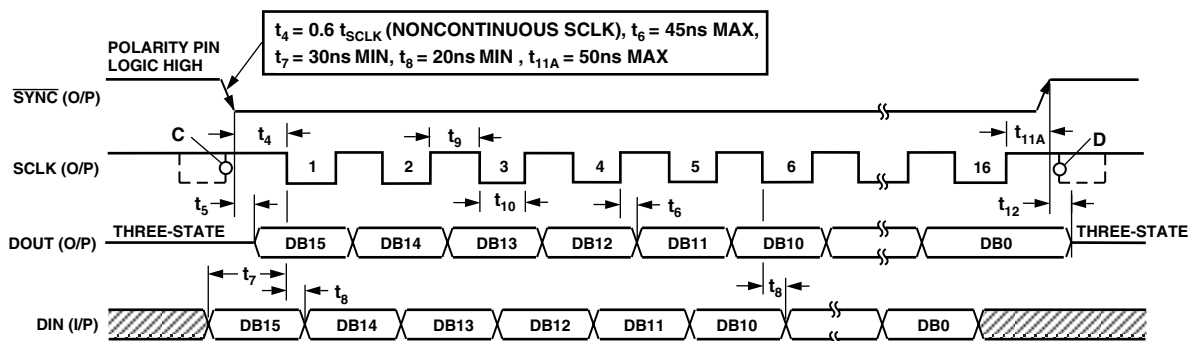 t4 = 0.6 tSCLK (NONCONTINUOUS SCLK), t6 = 45ns MAX,
t7 = 30ns MIN, t8 = 20ns MIN , t11A = 50ns MAX
POLARITY PIN
LOGIC HIGH
SYNC (O/P)
C
t4
t9
t11A
D
SCLK (O/P)
1
2
3
4
5
6
16
t5
t10
t6
t12
DOUT (O/P)
THREE-STATE
DB15
DB14
DB13
DB12
DB11
DB10
DB0
THREE-STATE
t7
t8
t8
DIN (I/P)
DB15
DB14
DB13
DB12
DB11
DB10
DB0